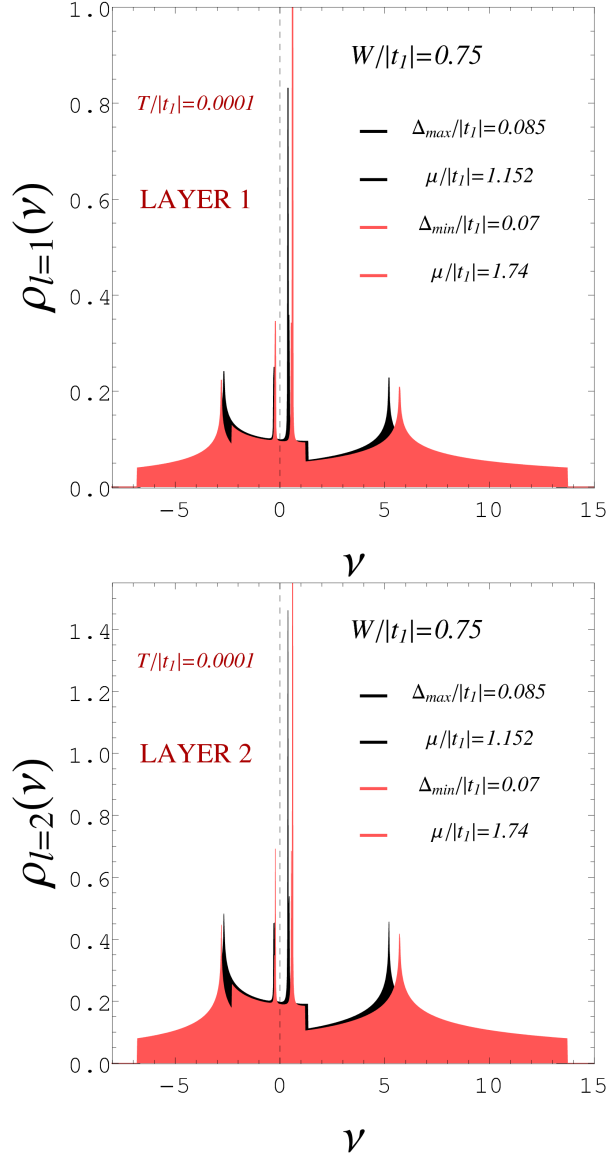 1.0
W/|t₁|=0.75
T/|t₁|=0.0001
0.8
Δₘₐₓ/|t₁|=0.085
μ/|t₁|=1.152
LAYER 1
0.6
Δₘᵢₙ/|t₁|=0.07
μ/|t₁|=1.74
0.4
0.2
0.0
ρₗ₌₁(ν)
-5 0 5 10 15
ν
W/|t₁|=0.75
1.4
T/|t₁|=0.0001
Δₘₐₓ/|t₁|=0.085
1.2
μ/|t₁|=1.152
LAYER 2
1.0
Δₘᵢₙ/|t₁|=0.07
0.8
μ/|t₁|=1.74
0.6
0.4
0.2
0.0
ρₗ₌₂(ν)
-5 0 5 10 15
ν